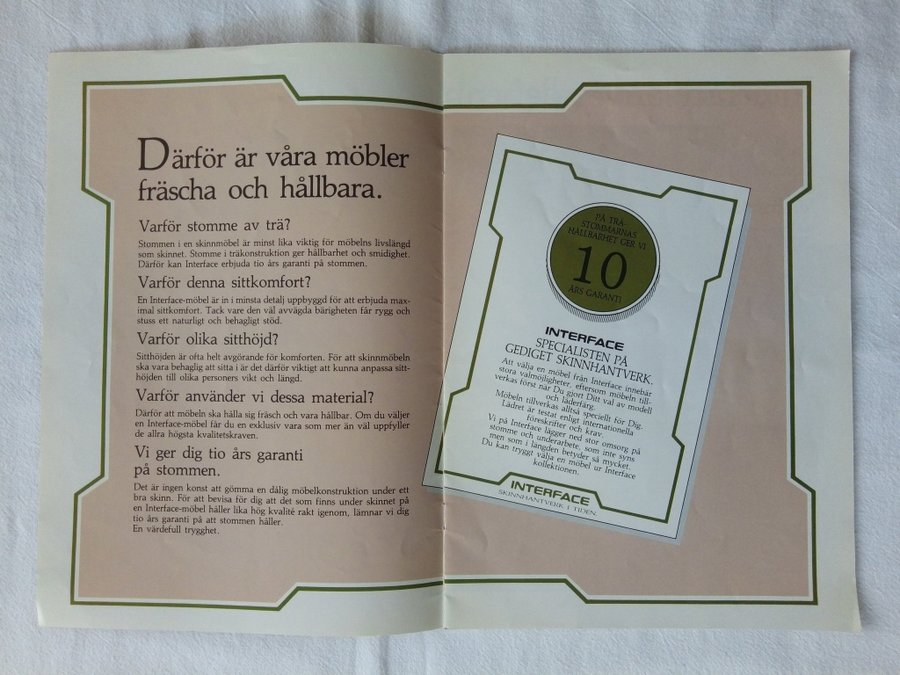 Därför är våra möbler
fräscha och hållbara.
Varför stomme av trä?
Stommen i en skinnmöbel är minst lika viktig för möbelns livslängd
som skinnet. Stomme i träkonstruktion ger hållbarhet och smidighet.
Därför kan Interface erbjuda tio års garanti på stommen.
Varför denna sittkomfort?
En Interface-möbel är in i minsta detalj uppbyggd för att erbjuda max-
imal sittkomfort. Tack vare den väl avvägda bärigheten får rygg och
stuss ett naturligt och behagligt stöd.
Varför olika sitthöjd?
Sitthöjden är ofta helt avgörande för komforten. För att skinnmöbeln
ska vara behaglig att sitta i är det därför viktigt att kunna anpassa sitt-
höjden till olika personers vikt och längd.
Varför använder vi dessa material?
Därför att möbeln ska hålla sig fräsch och vara hållbar. Om du väljer
en Interface-möbel får du en exklusiv vara som mer än väl uppfyller
de allra högsta kvalitetskraven.
Vi ger dig tio års garanti
på stommen.
Det är ingen konst att gömma en dålig möbelkonstruktion under ett
bra skinn. För att bevisa för dig att det som finns under skinnet på
en Interface-möbel håller lika hög kvalité rakt igenom, lämnar vi dig
tio års garanti på att stommen håller.
En värdefull trygghet.
PÅ TRÄ-
STOMMARNAS
HÅLLBARHET GER VI
10
ÅRS GARANTI
INTERFACE
SPECIALISTEN PÅ
GEDIGET SKINNHANTVERK.
Att välja en möbel från Interface innebär
stora valmöjligheter, eftersom möbeln till-
verkas först när Du gjort Ditt val av modell
och läderfärg.
Möbeln tillverkas alltså speciellt för Dig.
Lädret är testat enligt internationella
föreskrifter och krav.
Vi på Interface lägger ned stor omsorg på
stomme och underarbete, som inte syns
men som i längden betyder så mycket.
Du kan tryggt välja en möbel ur Interface
kollektionen.
INTERFACE
SKINNHANTVERK I TIDEN.